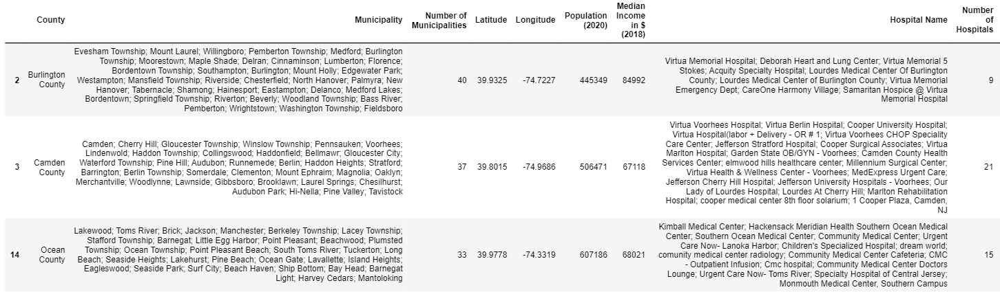 County Municipality Number of Municipalities Latitude Longitude Population (2020) Median Income in $ (2018) Hospital Name Number of Hospitals
2 Burlington County
Evesham Township; Mount Laurel; Willingboro; Pemberton Township; Medford; Burlington
Township; Moorestown; Maple Shade; Delran; Cinnaminson; Lumberton; Florence;
Bordentown Township; Southampton; Burlington; Mount Holly; Edgewater Park;
Westampton; Mansfield Township; Riverside; Chesterfield; North Hanover; Palmyra; New
Hanover; Tabernacle; Shamong; Hainesport; Eastampton; Delanco; Medford Lakes;
Bordentown; Springfield Township; Riverton; Beverly; Woodland Township; Bass River;
Pemberton; Wrightstown; Washington Township; Fieldsboro
40 39.9325 -74.7227 445349 84992
Virtua Memorial Hospital; Deborah Heart and Lung Center; Virtua Memorial 5
Stokes; Acquity Specialty Hospital; Lourdes Medical Center Of Burlington
County; Lourdes Medical Center of Burlington County; Virtua Memorial
Emergency Dept; CareOne Harmony Village; Samaritan Hospice @ Virtua
Memorial Hospital
9
3 Camden County
Camden; Cherry Hill; Gloucester Township; Winslow Township; Pennsauken; Voorhees;
Lindenwold; Haddon Township; Collingswood; Haddonfield; Bellmawr; Gloucester City;
Waterford Township; Pine Hill; Audubon; Runnemede; Berlin; Haddon Heights; Stratford;
Barrington; Berlin Township; Somerdale; Clementon; Mount Ephraim; Magnolia; Oaklyn;
Merchantville; Woodlynne; Lawnside; Gibbsboro; Brooklawn; Laurel Springs; Chesilhurst;
Audubon Park; Hi-Nella; Pine Valley; Tavistock
37 39.8015 -74.9686 506471 67118
Virtua Voorhees Hospital; Virtua Berlin Hospital; Cooper University Hospital;
Virtua Hospital(labor + Delivery - OR # 1; Virtua Voorhees CHOP Speciality
Care Center; Jefferson Stratford Hospital; Cooper Surgical Associates; Virtua
Marlton Hospital; Garden State OB/GYN - Voorhees; Camden County Health
Services Center; elmwood hills healthcare center; Millennium Surgical Center;
Virtua Health & Wellness Center - Voorhees; MedExpress Urgent Care;
Jefferson Cherry Hill Hospital; Jefferson University Hospitals - Voorhees; Our
Lady of Lourdes Hospital; Lourdes At Cherry Hill; Marlton Rehabilitation
Hospital; cooper medical center 8th floor solarium; 1 Cooper Plaza, Camden,
NJ
21
14 Ocean County
Lakewood; Toms River; Brick; Jackson; Manchester; Berkeley Township; Lacey Township;
Stafford Township; Barnegat; Little Egg Harbor; Point Pleasant; Beachwood; Plumsted
Township; Ocean Township; Point Pleasant Beach; South Toms River; Tuckerton; Long
Beach; Seaside Heights; Lakehurst; Pine Beach; Ocean Gate; Lavallette; Island Heights;
Eagleswood; Seaside Park; Surf City; Beach Haven; Ship Bottom; Bay Head; Barnegat
Light; Harvey Cedars; Mantoloking
33 39.9778 -74.3319 607186 68021
Kimball Medical Center; Hackensack Meridian Health Southern Ocean Medical
Center; Southern Ocean Medical Center; Community Medical Center; Urgent
Care Now- Lanoka Harbor; Children's Specialized Hospital; dream world;
comunity medical center radiology; Community Medical Center Cafeteria; CMC
- Outpatient Infusion; Cmc hospital; Community Medical Center Doctors
Lounge; Urgent Care Now- Toms River; Specialty Hospital of Central Jersey;
Monmouth Medical Center, Southern Campus
15